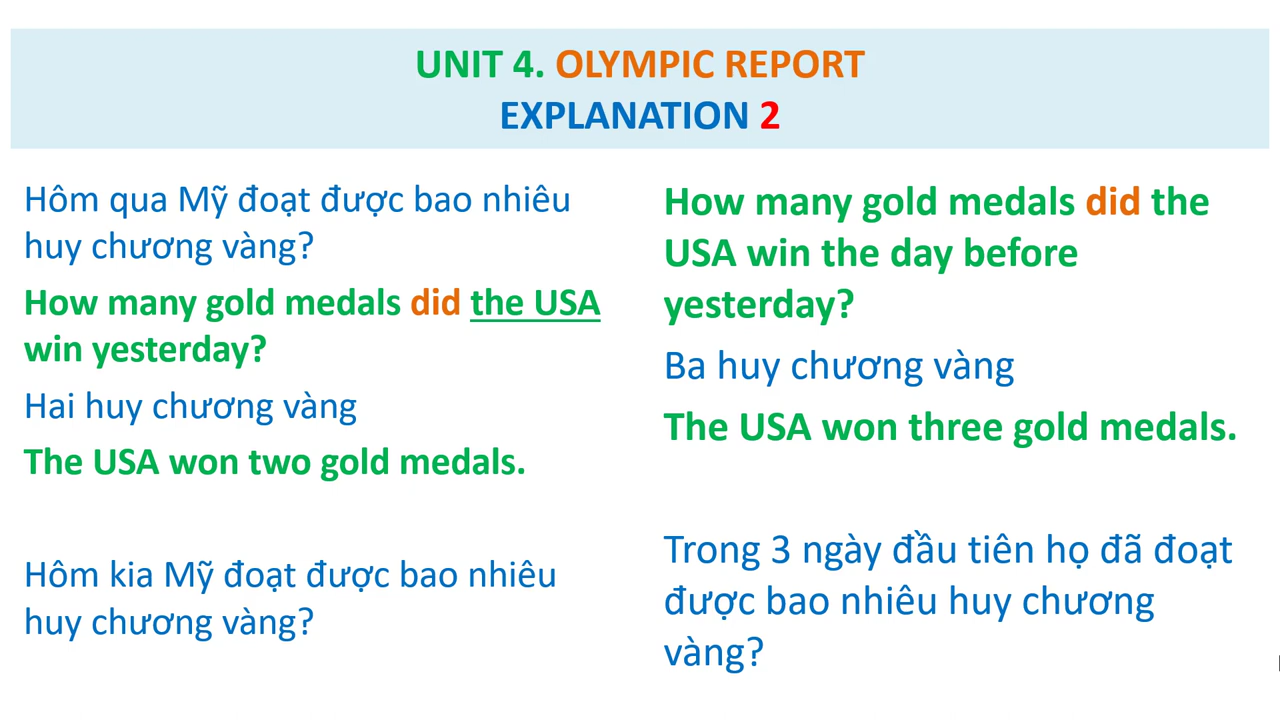 UNIT 4. OLYMPIC REPORT
EXPLANATION 2
Hôm qua Mỹ đoạt được bao nhiêu
huy chương vàng?
How many gold medals did the USA
win yesterday?
Hai huy chương vàng
The USA won two gold medals.
Hôm kia Mỹ đoạt được bao nhiêu
huy chương vàng?
How many gold medals did the
USA win the day before
yesterday?
Ba huy chương vàng
The USA won three gold medals.
Trong 3 ngày đầu tiên họ đã đoạt
được bao nhiêu huy chương
vàng?